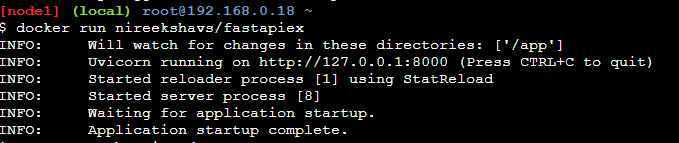 [node1] (local) root@192.168.0.18 ~
$ docker run nireekshavs/fastapiex
INFO:     Will watch for changes in these directories: ['/app']
INFO:     Uvicorn running on http://127.0.0.1:8000 (Press CTRL+C to quit)
INFO:     Started reloader process [1] using StatReload
INFO:     Started server process [8]
INFO:     Waiting for application startup.
INFO:     Application startup complete.